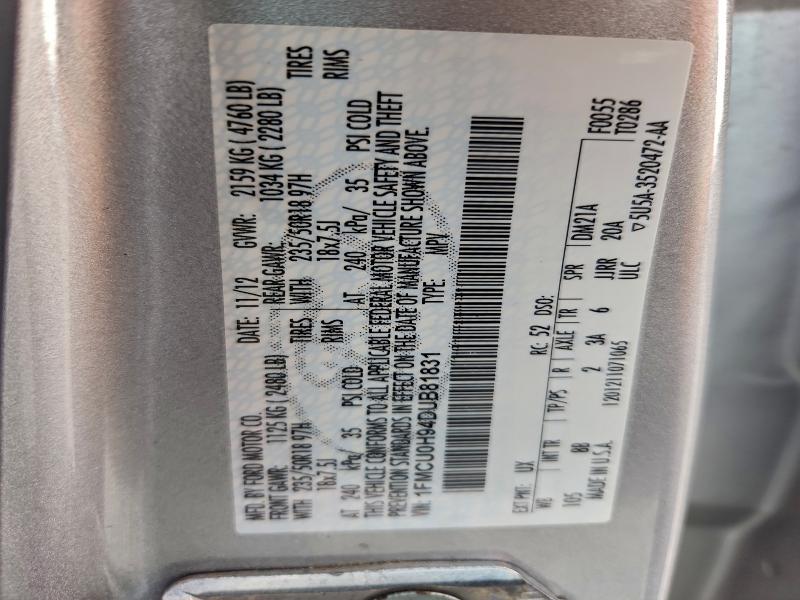 MFD. BY FORD MOTOR CO. DATE: 11/12 GVWR: 2159 KG ( 4760 LB)
FRONT GAWR: 1125 KG ( 2480 LB) REAR GAWR: 1034 KG ( 2280 LB)
WITH 235/50R18 97H TIRES WITH 235/50R18 97H TIRES
18x7.5J RIMS 18x7.5J RIMS
AT 240 kPa/ 35 PSI COLD AT 240 kPa/ 35 PSI COLD
THIS VEHICLE CONFORMS TO ALL APPLICABLE FEDERAL MOTOR VEHICLE SAFETY AND THEFT
PREVENTION STANDARDS IN EFFECT ON THE DATE OF MANUFACTURE SHOWN ABOVE.
VIN: 1FMCU0H94DUB81831 TYPE: MPV
EXT PNT: UX RC: 52 DSO: F0055
WB INT TR TP/PS R AXLE TR SPR DM21A T0286
105 BB 2 3A 6 JJRR 20A
MADE IN U.S.A. 120121107I065 ULC ▽5U5A-3520472-AA